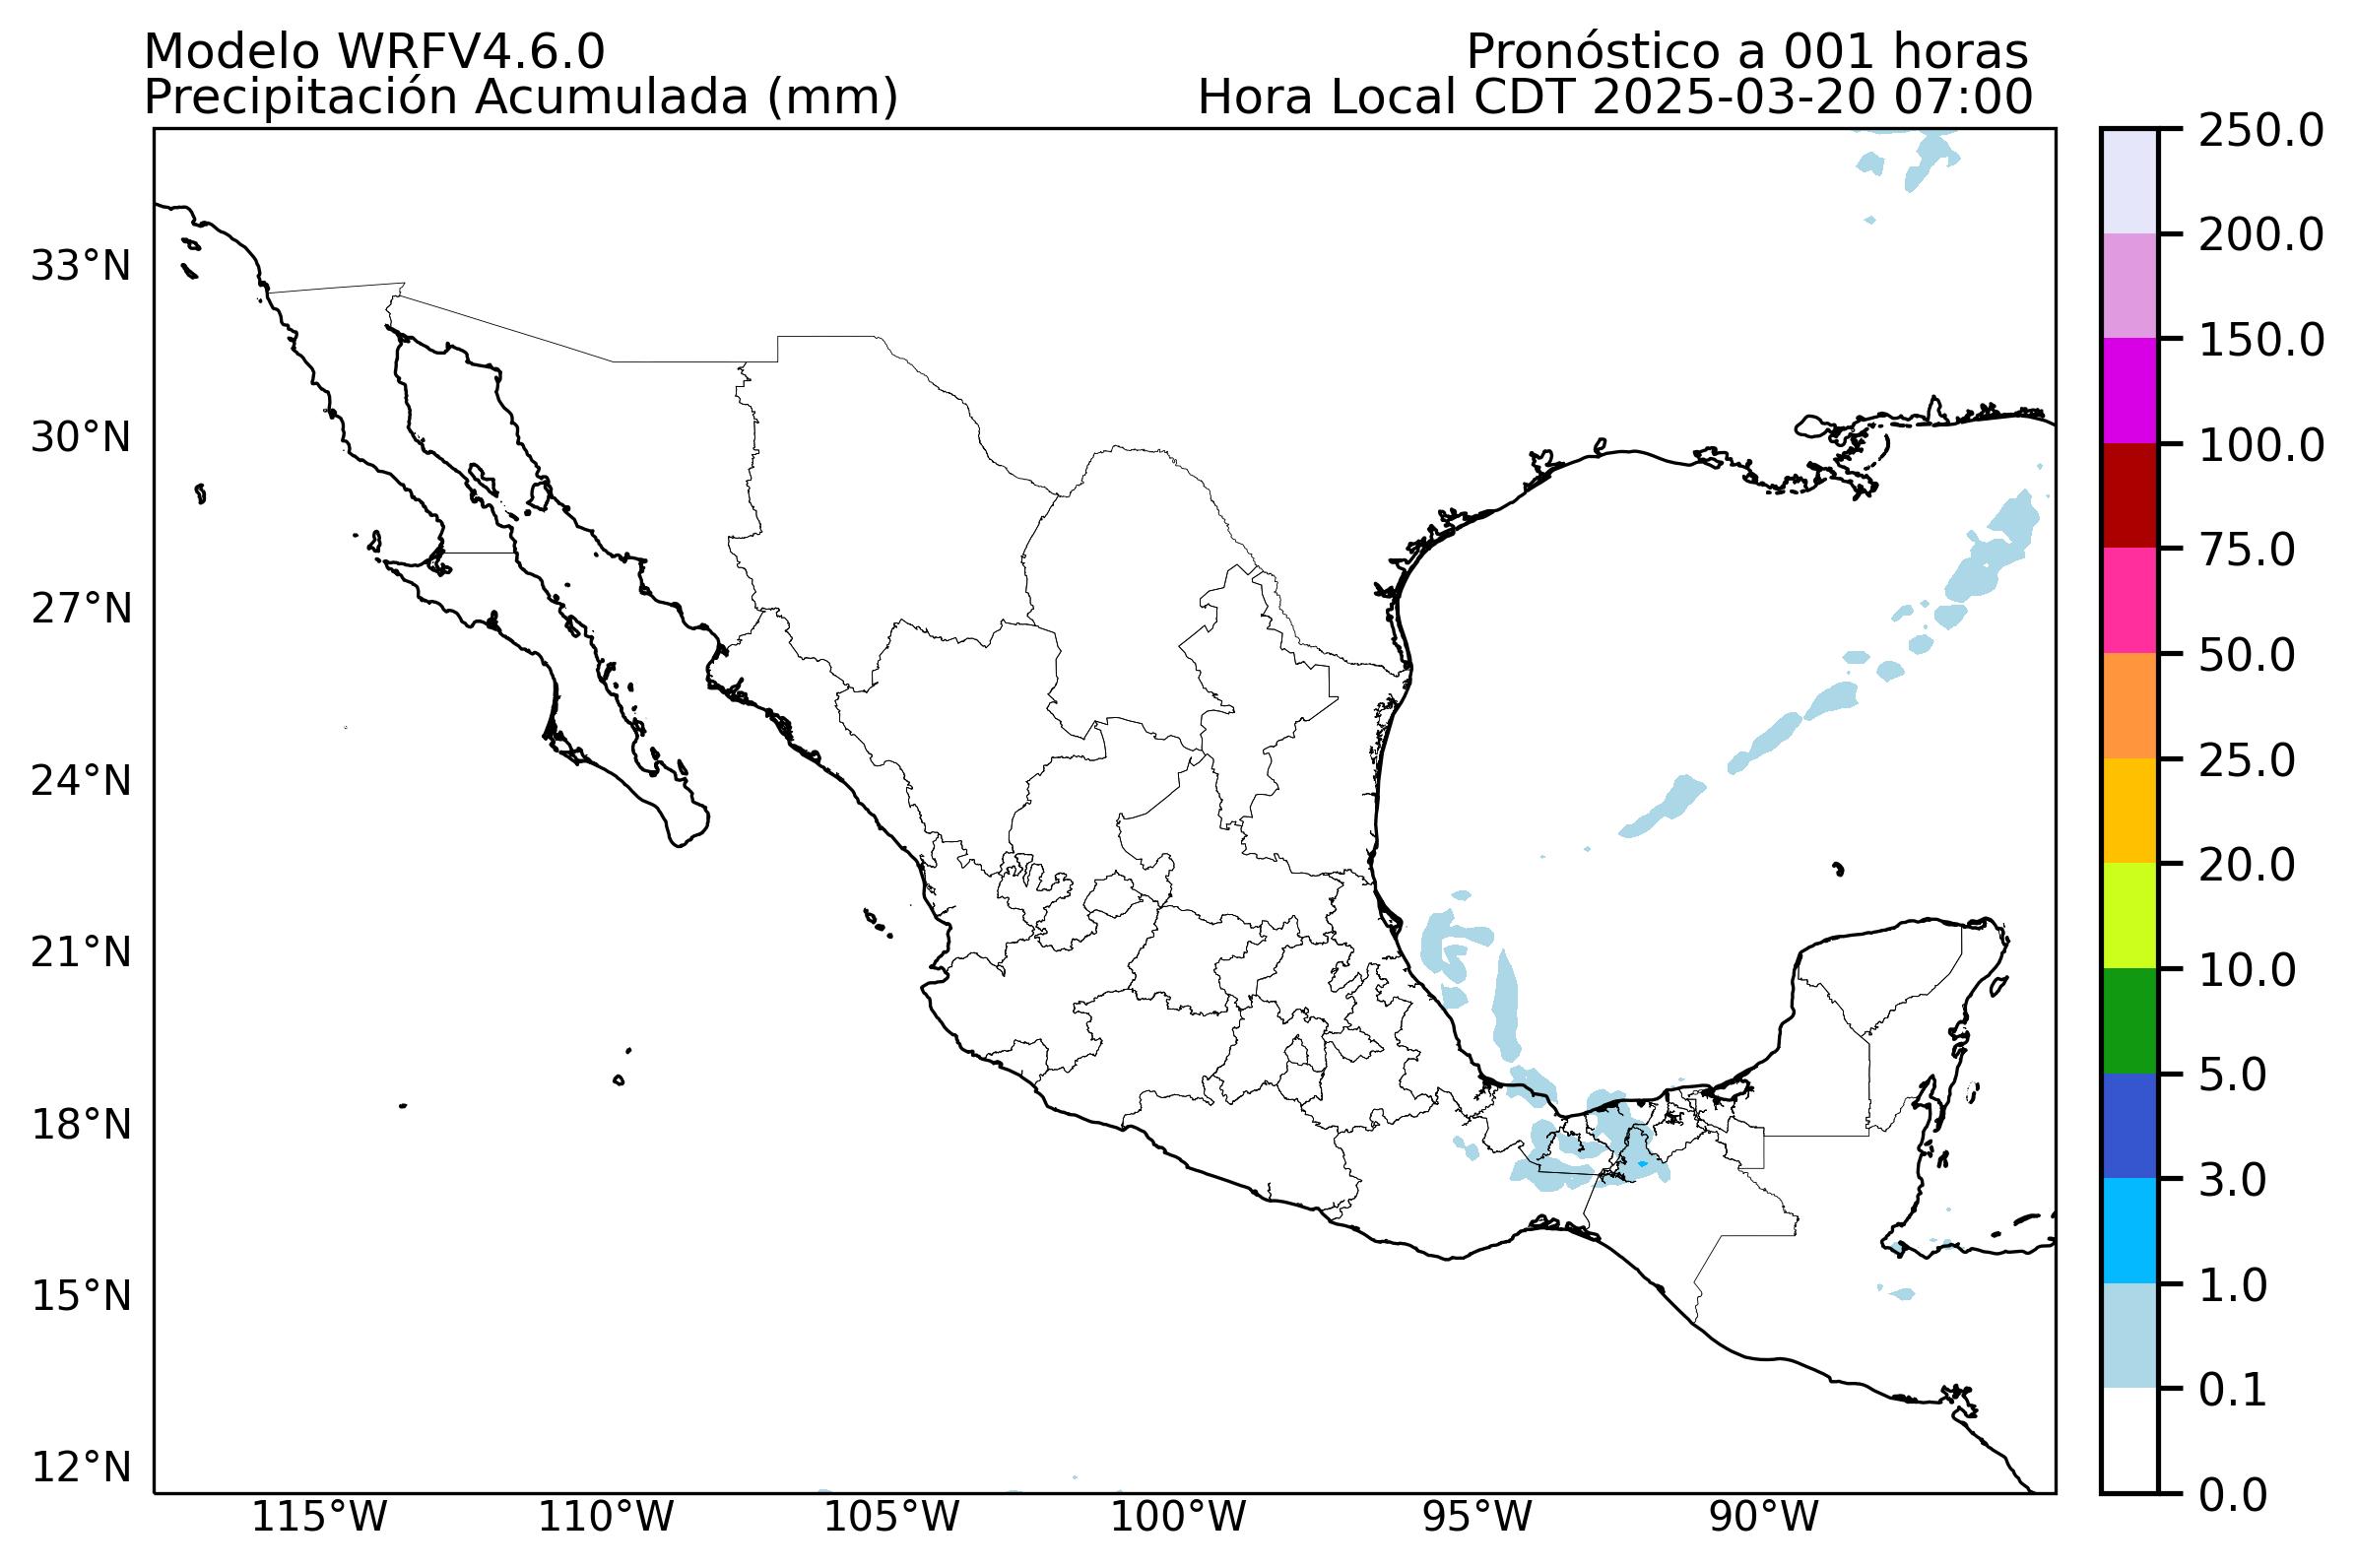 Modelo WRFV4.6.0
Pronóstico a 001 horas
Precipitación Acumulada (mm)
Hora Local CDT 2025-03-20 07:00
33°N
30°N
27°N
24°N
21°N
18°N
15°N
12°N
115°W
110°W
105°W
100°W
95°W
90°W
250.0
200.0
150.0
100.0
75.0
50.0
25.0
20.0
10.0
5.0
3.0
1.0
0.1
0.0